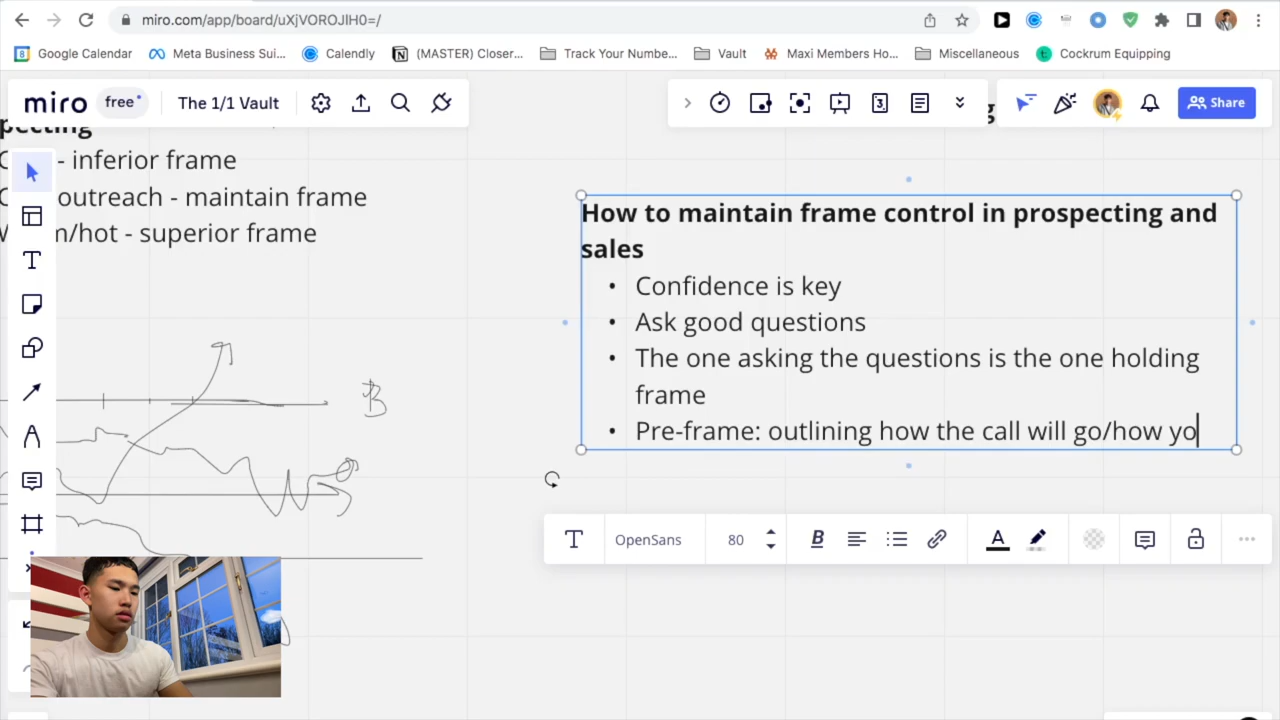 miro.com/app/board/uXjVOROJIH0=/
Google Calendar
Meta Business Sui...
Calendly
(MASTER) Closer...
Track Your Numbe...
Vault
Maxi Members Ho...
Miscellaneous
Cockrum Equipping
miro
free
The 1/1 Vault
Share
pecting
- inferior frame
outreach - maintain frame
m/hot - superior frame
B
How to maintain frame control in prospecting and
sales
• Confidence is key
• Ask good questions
• The one asking the questions is the one holding
frame
• Pre-frame: outlining how the call will go/how yo
OpenSans
80